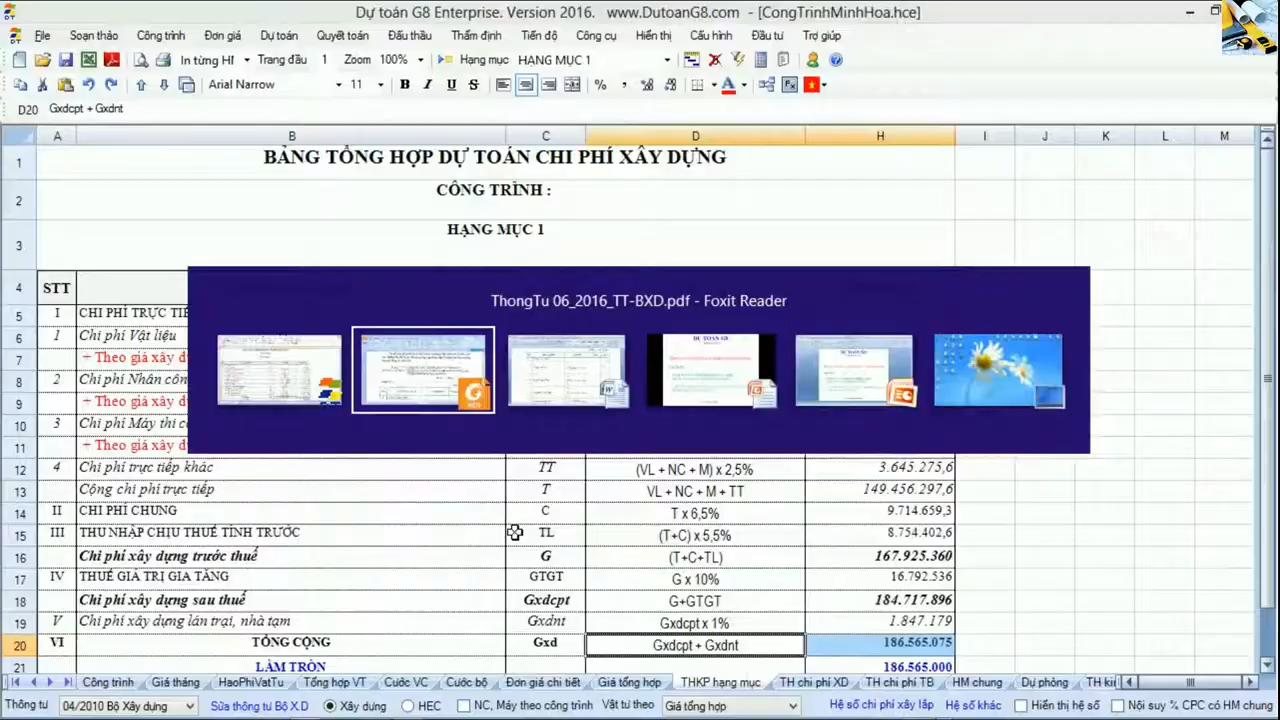 Dự toán G8 Enterprise. Version 2016. www.DutoanG8.com - [CongTrinhMinhHoa.hce]
File Soạn thảo Công trình Đơn giá Dự toán Quyết toán Đấu thầu Thẩm định Tiến độ Công cụ Hiển thị Cấu hình Đầu tư Trợ giúp
In từng HM Trang đầu 1 Zoom 100% Hạng mục HẠNG MỤC 1
Arial Narrow 11 B I U S %
D20 Gxdcpt + Gxdnt
A B C D H I J K L M
1 BẢNG TỔNG HỢP DỰ TOÁN CHI PHÍ XÂY DỰNG
2 CÔNG TRÌNH :
3 HẠNG MỤC 1
ThongTu 06_2016_TT-BXD.pdf - Foxit Reader
4 STT
5 I CHI PHÍ TRỰC TIẾ
6 1 Chi phí Vật liệu
7 + Theo giá xây d
8 2 Chi phí Nhân côn
9 + Theo giá xây d
10 3 Chi phí Máy thi c
11 + Theo giá xây d
12 4 Chi phí trực tiếp khác TT (VL + NC + M) x 2,5% 3.645.275,6
13 Cộng chi phí trực tiếp T VL + NC + M + TT 149.456.297,6
14 II CHI PHÍ CHUNG C T x 6,5% 9.714.659,3
15 III THU NHẬP CHỊU THUẾ TÍNH TRƯỚC TL (T+C) x 5,5% 8.754.402,6
16 Chi phí xây dựng trước thuế G (T+C+TL) 167.925.360
17 IV THUẾ GIÁ TRỊ GIA TĂNG GTGT G x 10% 16.792.536
18 Chi phí xây dựng sau thuế Gxdcpt G+GTGT 184.717.896
19 V Chi phí xây dựng lán trại, nhà tạm Gxdnt Gxdcpt x 1% 1.847.179
20 VI TỔNG CỘNG Gxd Gxdcpt + Gxdnt 186.565.075
21 LÀM TRÒN 186.565.000
Công trình Giá tháng HaoPhiVatTu Tổng hợp VT Cước VC Cước bộ Đơn giá chi tiết Giá tổng hợp THKP hạng mục TH chi phí XD TH chi phí TB HM chung Dự phòng TH ki
Thông tư 04/2010 Bộ Xây dựng Sửa thông tư Bộ X.D Xây dựng HEC NC, Máy theo công trình Vật tư theo Giá tổng hợp Hệ số chi phí xây lắp Hệ số khác Hiển thị hệ số Nội suy % CPC có HM chung